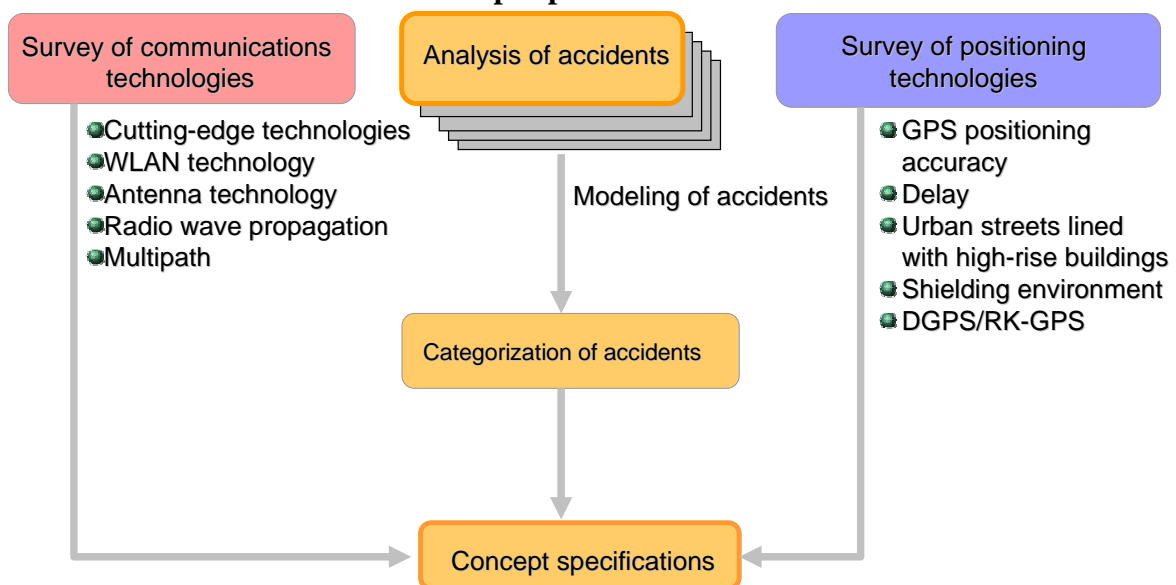 Survey of communications
technologies
Analysis of accidents
Survey of positioning
technologies
Cutting-edge technologies
WLAN technology
Antenna technology
Radio wave propagation
Multipath
Modeling of accidents
GPS positioning
accuracy
Delay
Urban streets lined
with high-rise buildings
Shielding environment
DGPS/RK-GPS
Categorization of accidents
Concept specifications